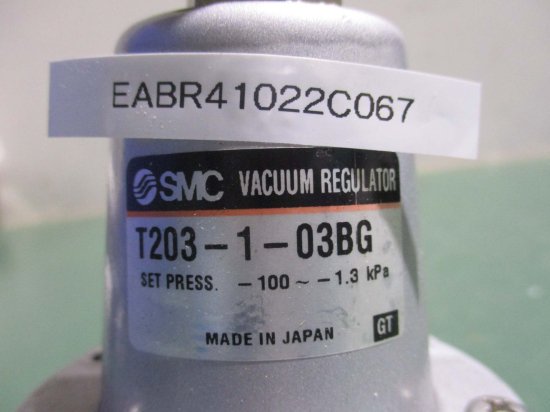 EABR41022C067
SMC VACUUM REGULATOR
T203-1-03BG
SET PRESS. -100 ~ -1.3 kPa
MADE IN JAPAN GT